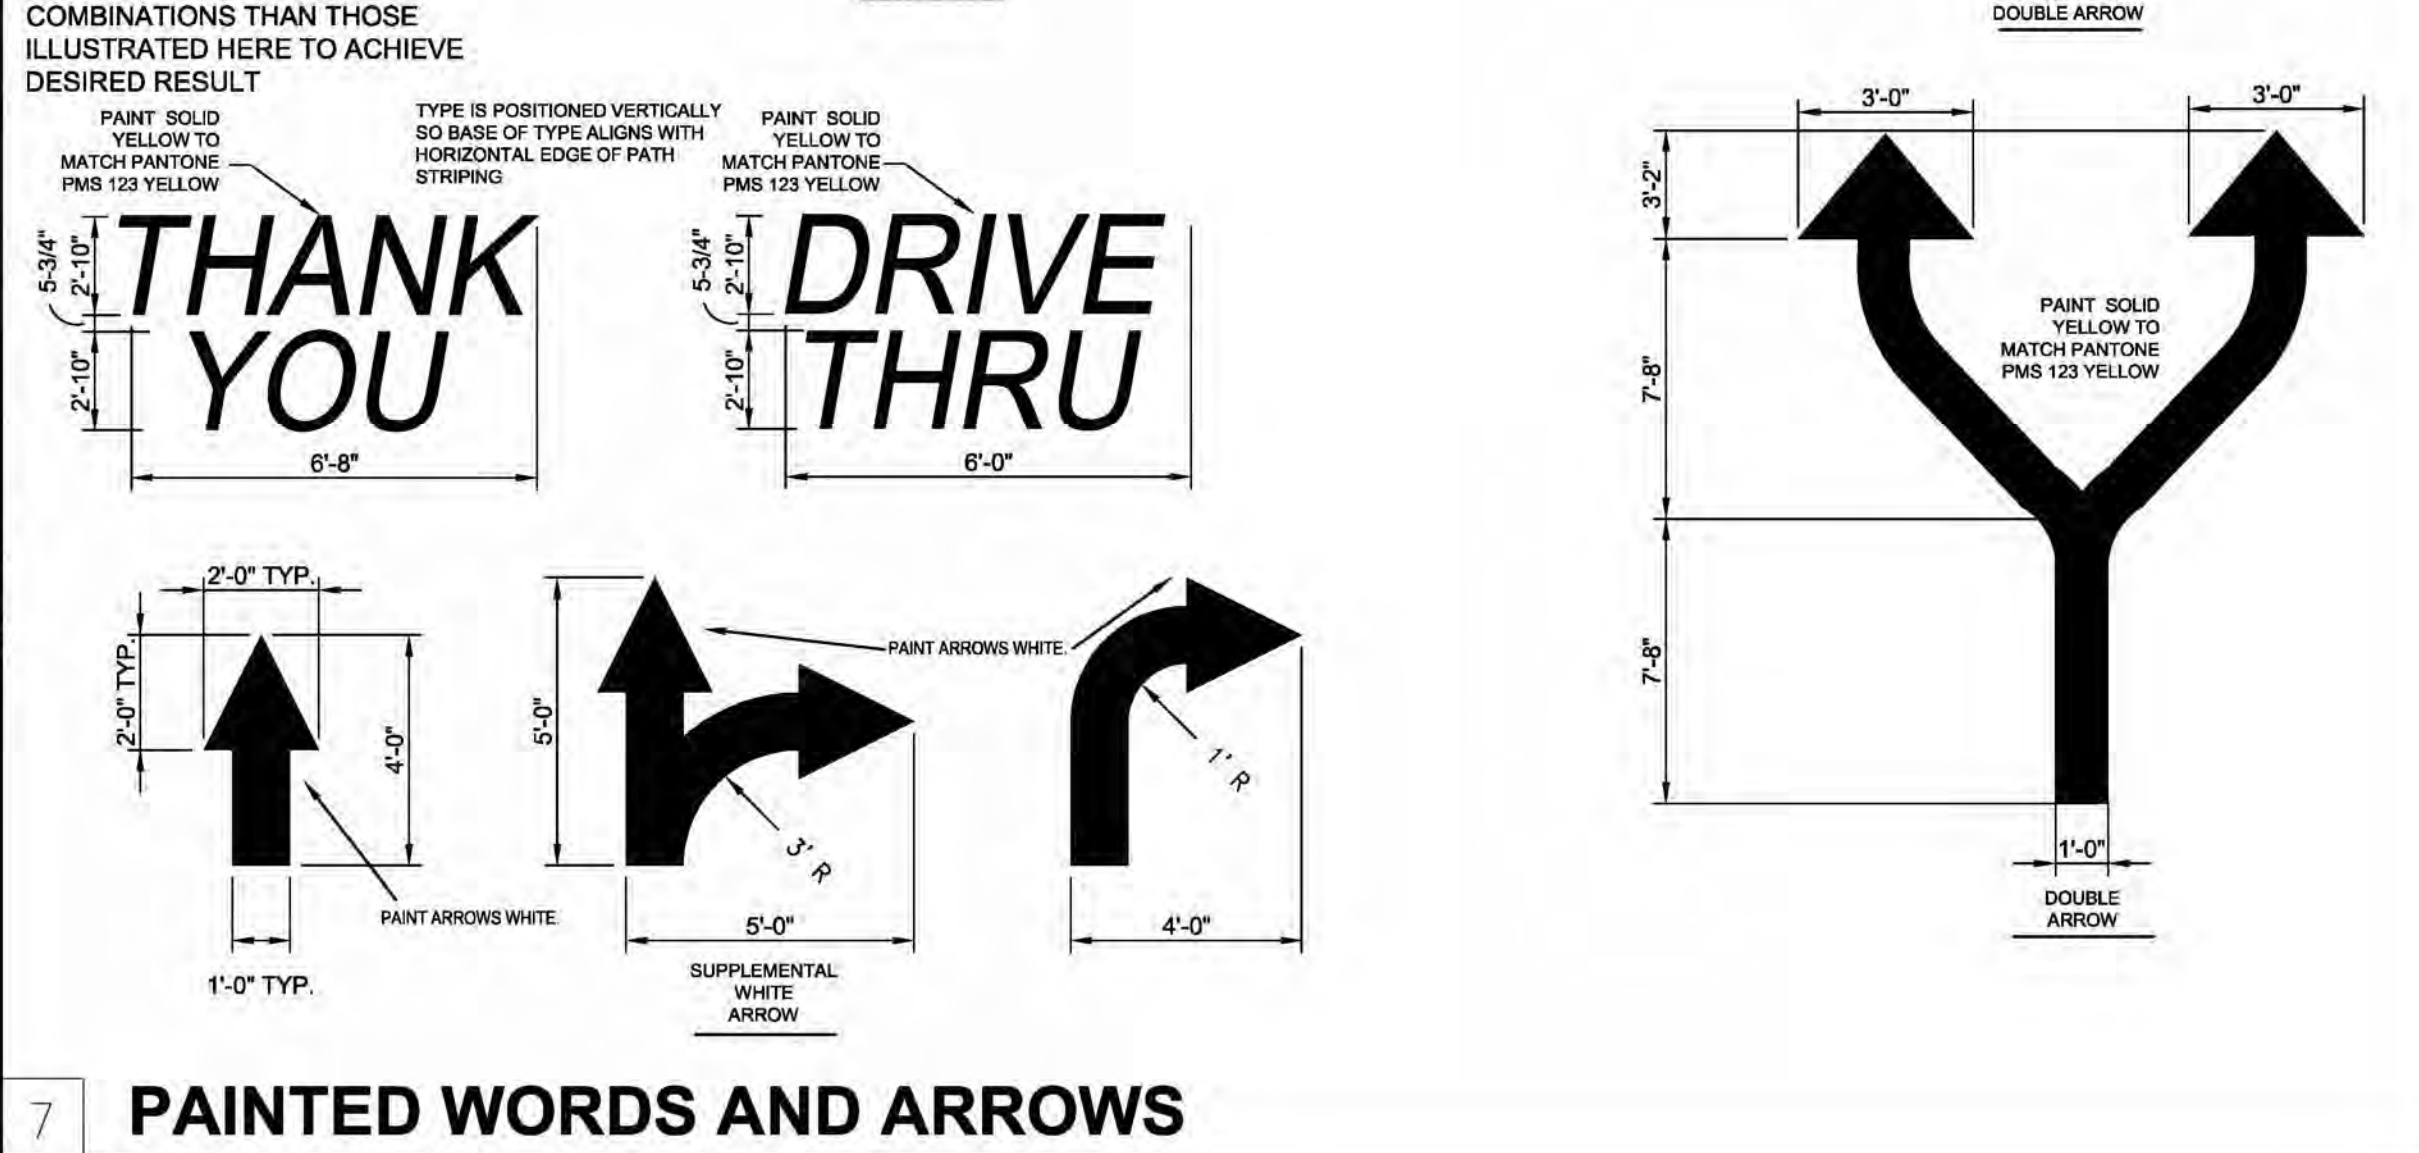 COMBINATIONS THAN THOSE
ILLUSTRATED HERE TO ACHIEVE
DESIRED RESULT
PAINT SOLID
YELLOW TO
MATCH PANTONE
PMS 123 YELLOW
TYPE IS POSITIONED VERTICALLY
SO BASE OF TYPE ALIGNS WITH
HORIZONTAL EDGE OF PATH
STRIPING
PAINT SOLID
YELLOW TO
MATCH PANTONE
PMS 123 YELLOW
5-3/4"
2'-10"
THANK
YOU
2'-10"
6'-8"
5-3/4"
2'-10"
DRIVE
THRU
2'-10"
6'-0"
DOUBLE ARROW
3'-0"
3'-0"
3'-2"
PAINT SOLID
YELLOW TO
MATCH PANTONE
PMS 123 YELLOW
7'-8"
7'-8"
1'-0"
DOUBLE
ARROW
2'-0" TYP.
2'-0" TYP.
4'-0"
PAINT ARROWS WHITE.
1'-0" TYP.
5'-0"
PAINT ARROWS WHITE.
3' R
5'-0"
SUPPLEMENTAL
WHITE
ARROW
1' R
4'-0"
7
PAINTED WORDS AND ARROWS